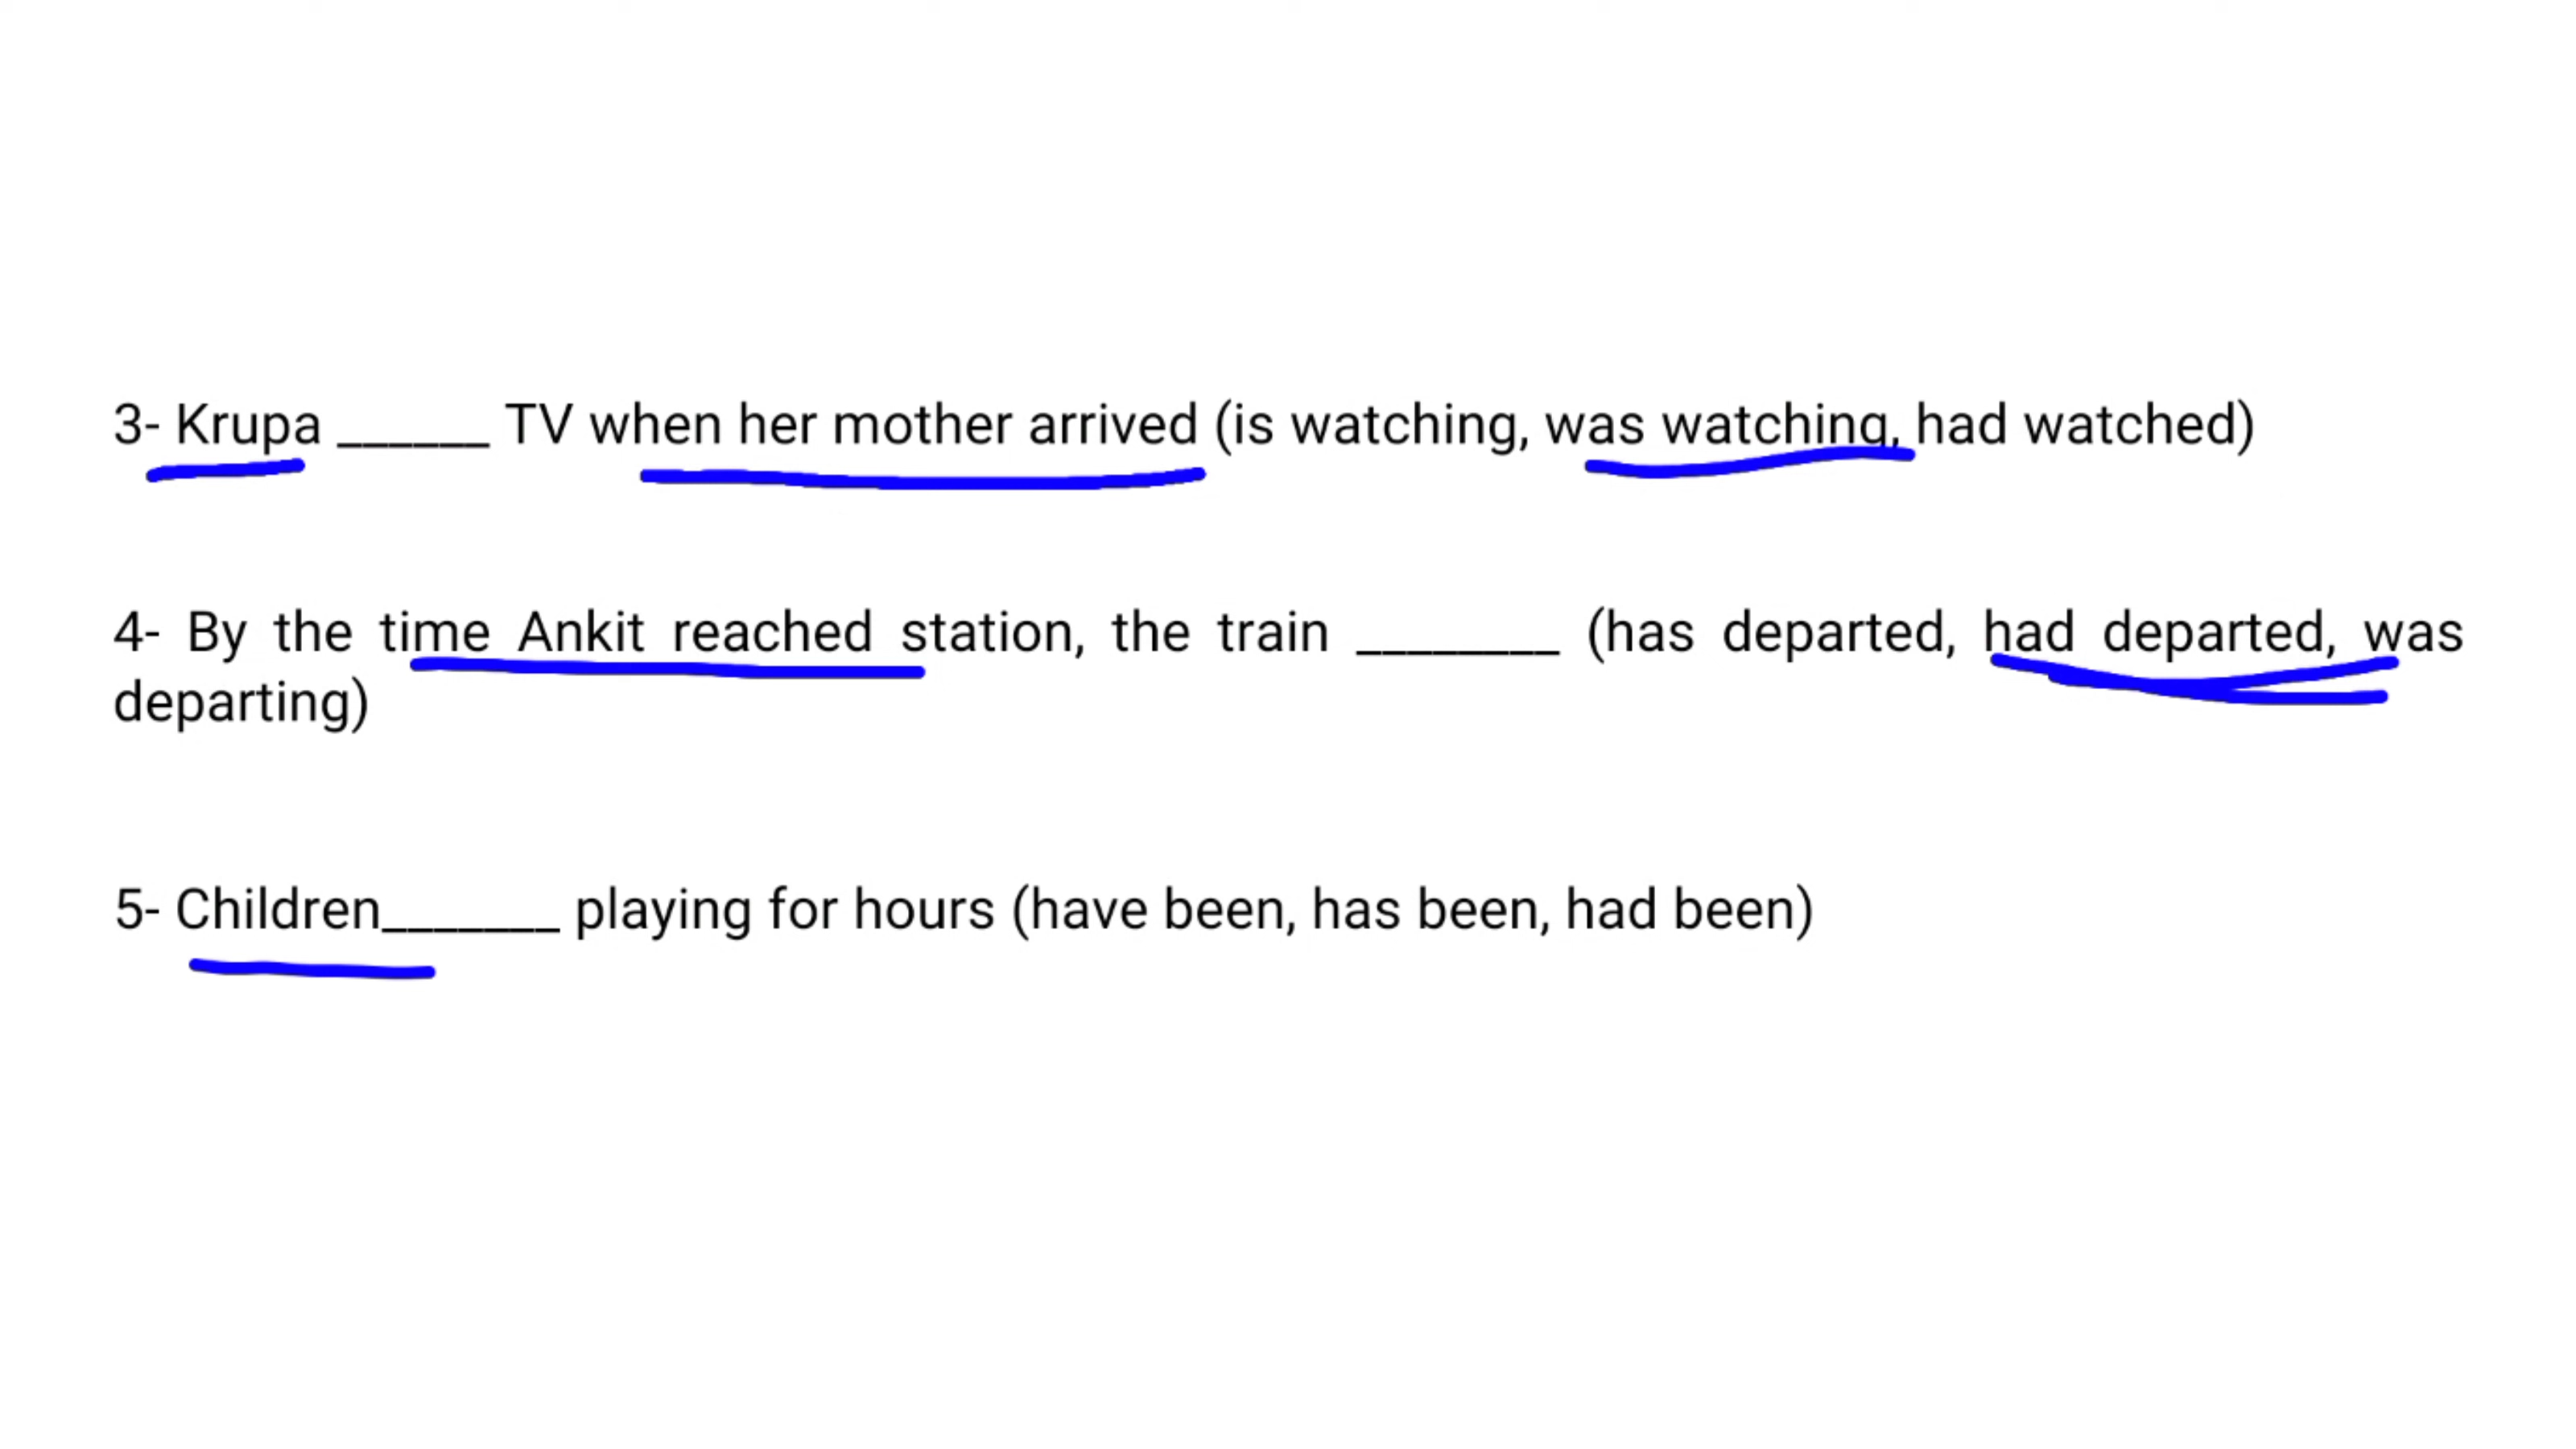 3- Krupa ______ TV when her mother arrived (is watching, was watching, had watched)
4- By the time Ankit reached station, the train ________ (has departed, had departed, was
departing)
5- Children_______ playing for hours (have been, has been, had been)